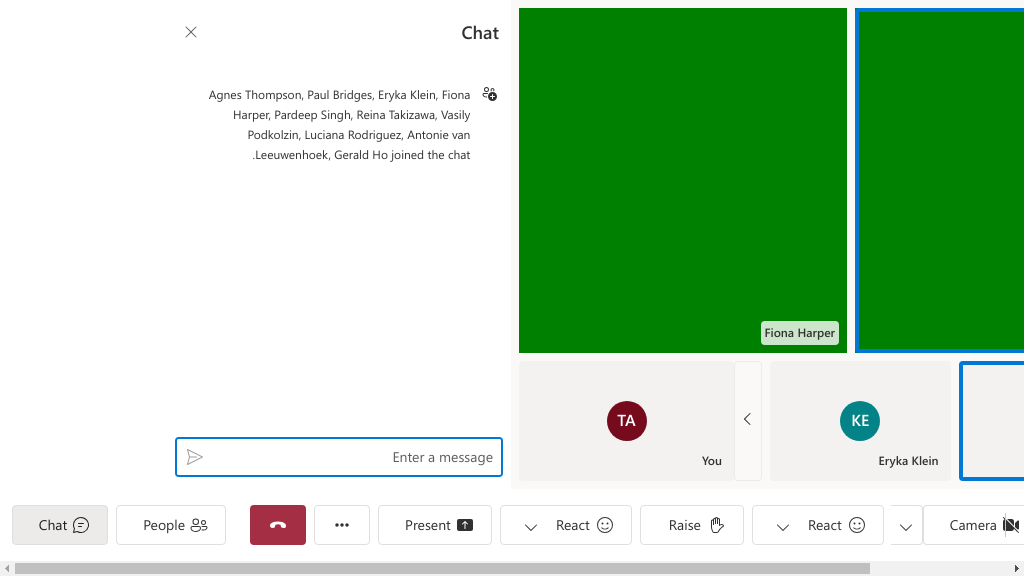 Chat
Agnes Thompson, Paul Bridges, Eryka Klein, Fiona
Harper, Pardeep Singh, Reina Takizawa, Vasily
Podkolzin, Luciana Rodriguez, Antonie van
.Leeuwenhoek, Gerald Ho joined the chat
Enter a message
Fiona Harper
TA
You
KE
Eryka Klein
Chat
People
Present
React
Raise
React
Camera